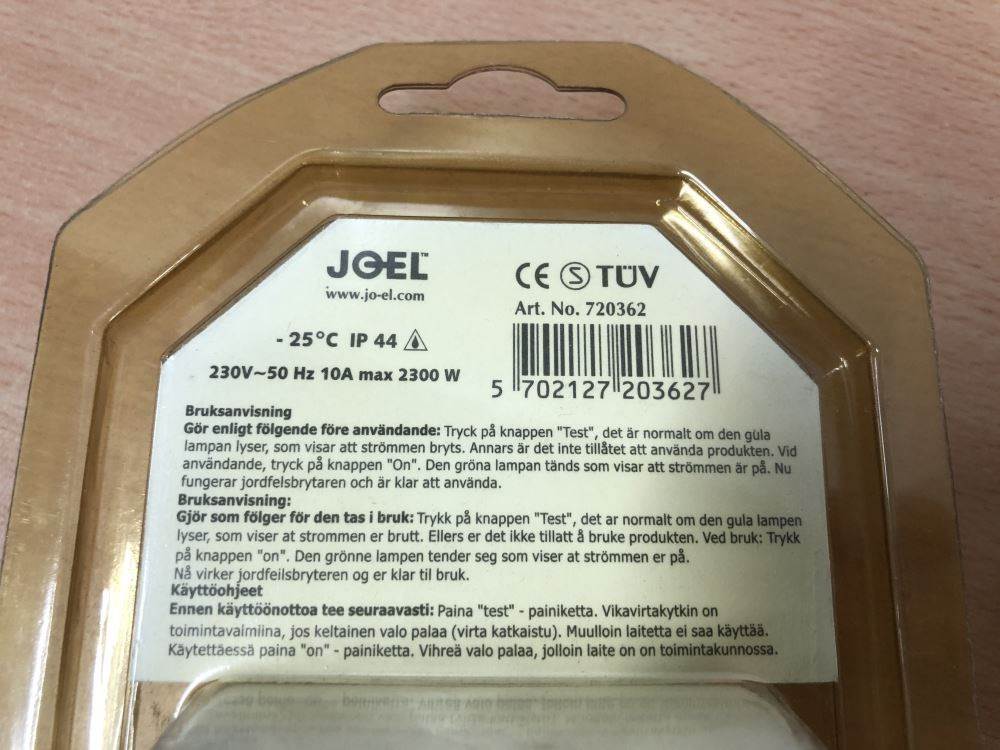 JOEL™
www.jo-el.com
- 25°C IP 44
230V~50 Hz 10A max 2300 W
CE S TÜV
Art. No. 720362
5 702127 203627
Bruksanvisning
Gör enligt fölgende före användande: Tryck på knappen "Test", det är normalt om den gula
lampan lyser, som visar att strömmen bryts. Annars är det inte tillåtet att använda produkten. Vid
användande, tryck på knappen "On". Den gröna lampan tänds som visar att strömmen är på. Nu
fungerar jordfelsbrytaren och är klar att använda.
Bruksanvisning:
Gjör som fölger för den tas i bruk: Trykk på knappen "Test", det ar normalt om den gula lampen
lyser, som viser at strommen er brutt. Ellers er det ikke tillatt å bruke produkten. Ved bruk: Trykk
på knappen "on". Den grönne lampen tender seg som viser at strömmen er på.
Nå virker jordfeilsbryteren og er klar til bruk.
Käyttöohjeet
Ennen käyttöönottoa tee seuraavasti: Paina "test" - painiketta. Vikavirtakytkin on
toimintavalmiina, jos keltainen valo palaa (virta katkaistu). Muulloin laitetta ei saa käyttää.
Käytettäessä paina "on" - painiketta. Vihreä valo palaa, jolloin laite on on toimintakunnossa.